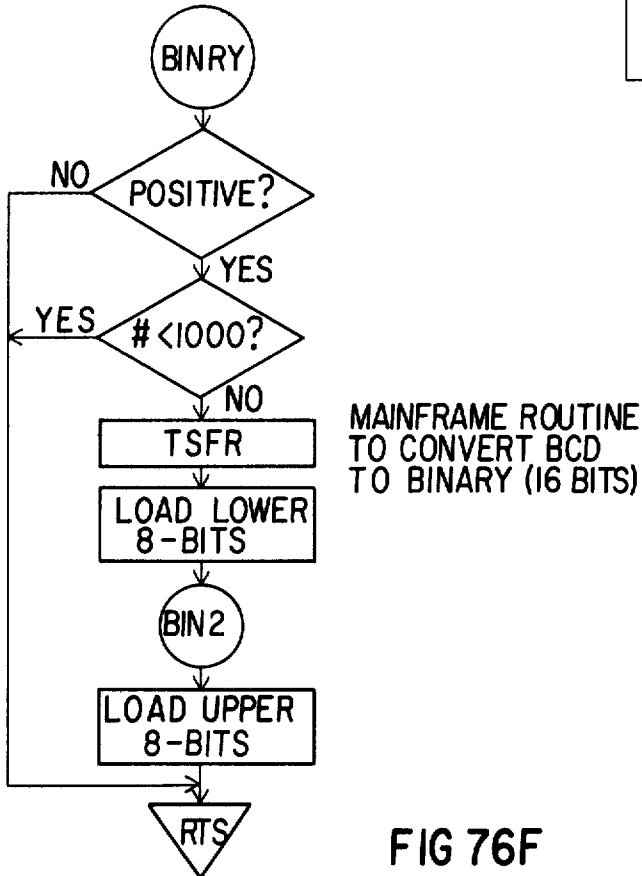 BINRY
POSITIVE?
NO
YES
# <1000?
YES
NO
TSFR
MAINFRAME ROUTINE
TO CONVERT BCD
TO BINARY (16 BITS)
LOAD LOWER
8-BITS
BIN2
LOAD UPPER
8-BITS
RTS
FIG 76F